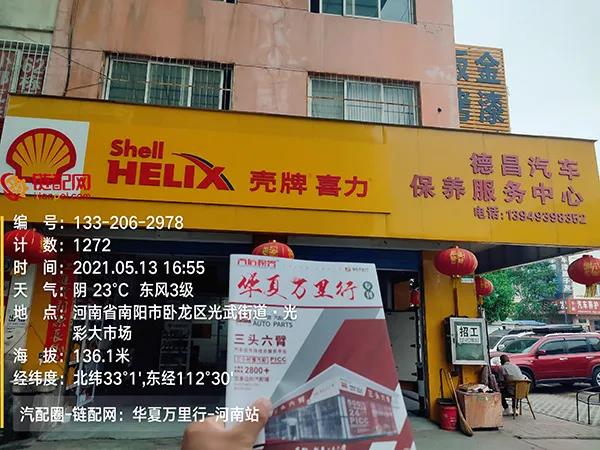 金漆
Shell
HELIX
壳牌 喜力
德昌汽车
保养服务中心
电话:13949398352
链配网
编 号：133-206-2978
计 数：1272
时 间：2021.05.13 16:55
天 气：阴 23°C 东风3级
地 点：河南省南阳市卧龙区光武街道·光
彩大市场
海 拔：136.1米
经纬度：北纬33°1',东经112°30'
汽配圈-链配网：华夏万里行-河南站
华夏万里行
AUTO PARTS
三头六臂
PICC
2800+
招工